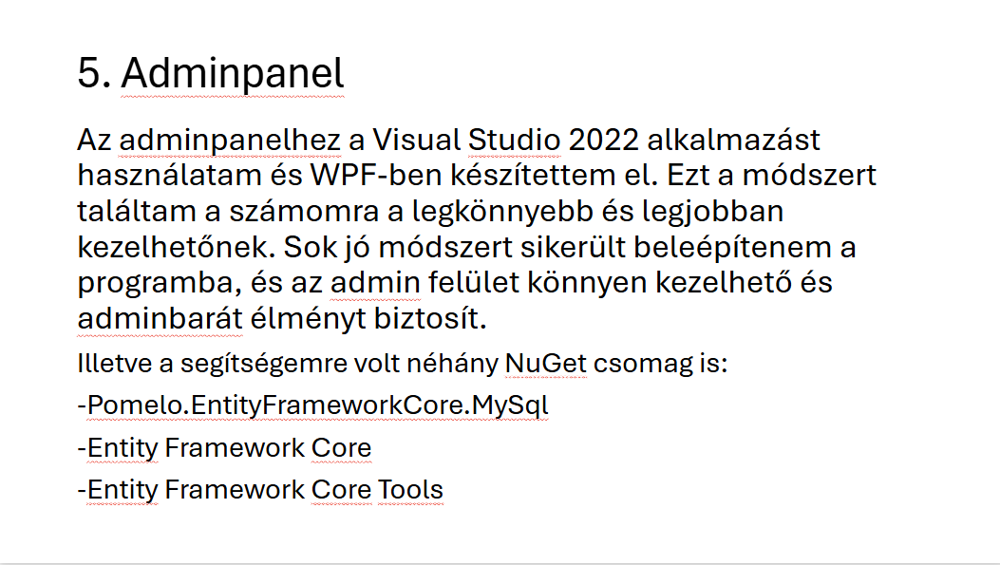 5. Adminpanel
Az adminpanelhez a Visual Studio 2022 alkalmazást
használatam és WPF-ben készítettem el. Ezt a módszert
találtam a számomra a legkönnyebb és legjobban
kezelhetőnek. Sok jó módszert sikerült beleépítenem a
programba, és az admin felület könnyen kezelhető és
adminbarát élményt biztosít.
Illetve a segítségemre volt néhány NuGet csomag is:
-Pomelo.EntityFrameworkCore.MySql
-Entity Framework Core
-Entity Framework Core Tools